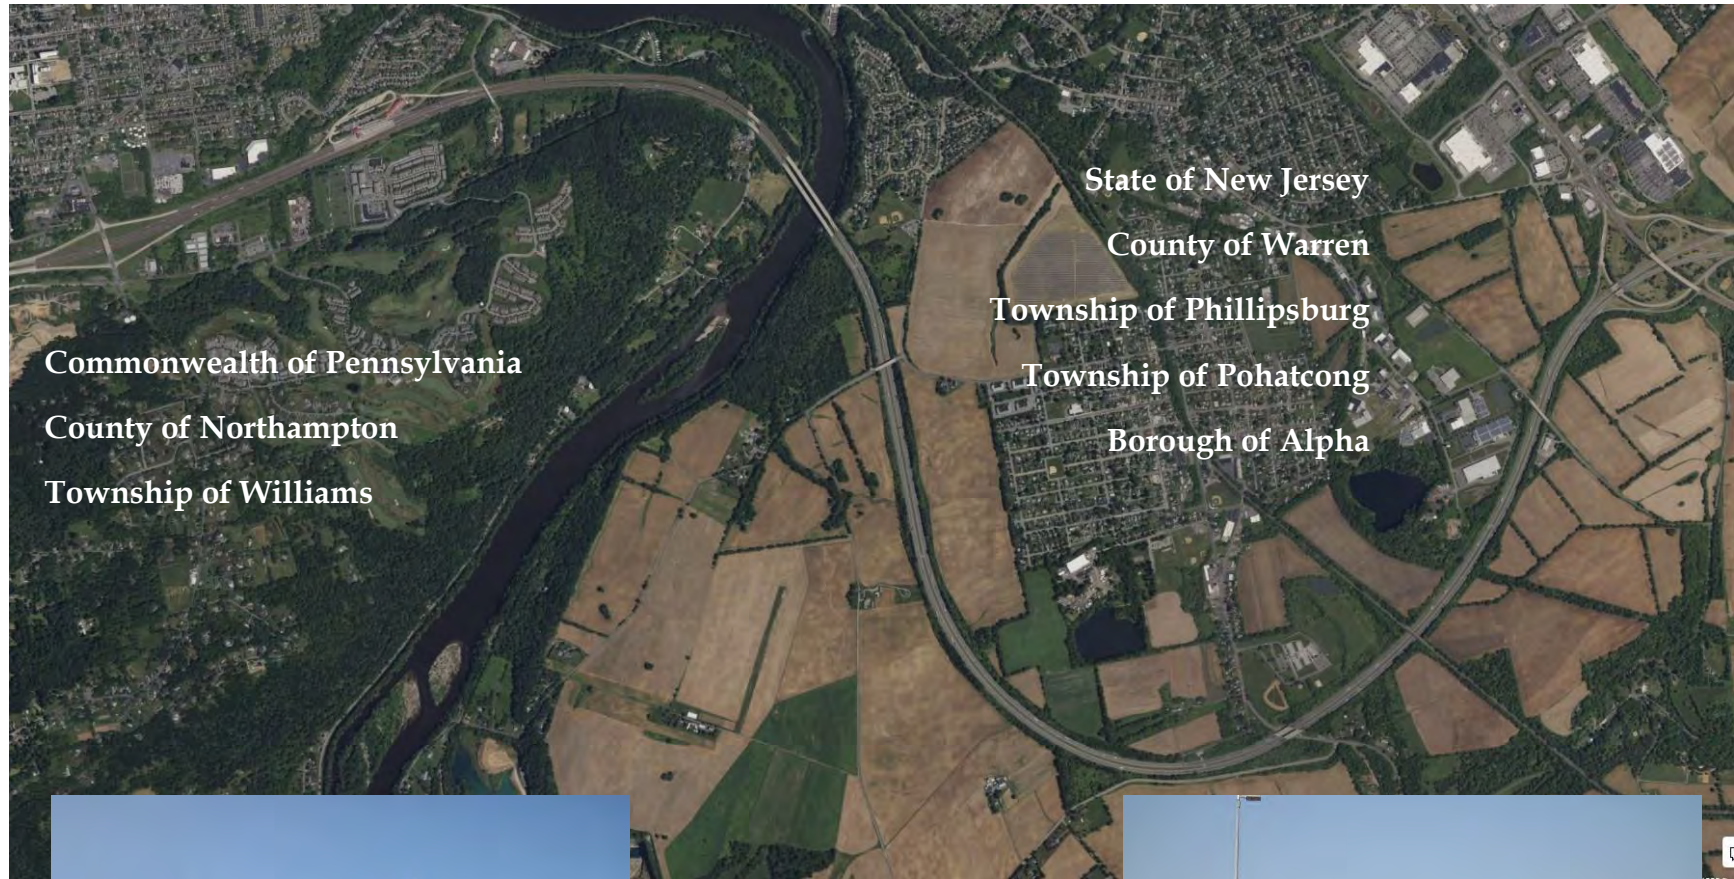 Commonwealth of Pennsylvania
County of Northampton
Township of Williams
State of New Jersey
County of Warren
Township of Phillipsburg
Township of Pohatcong
Borough of Alpha